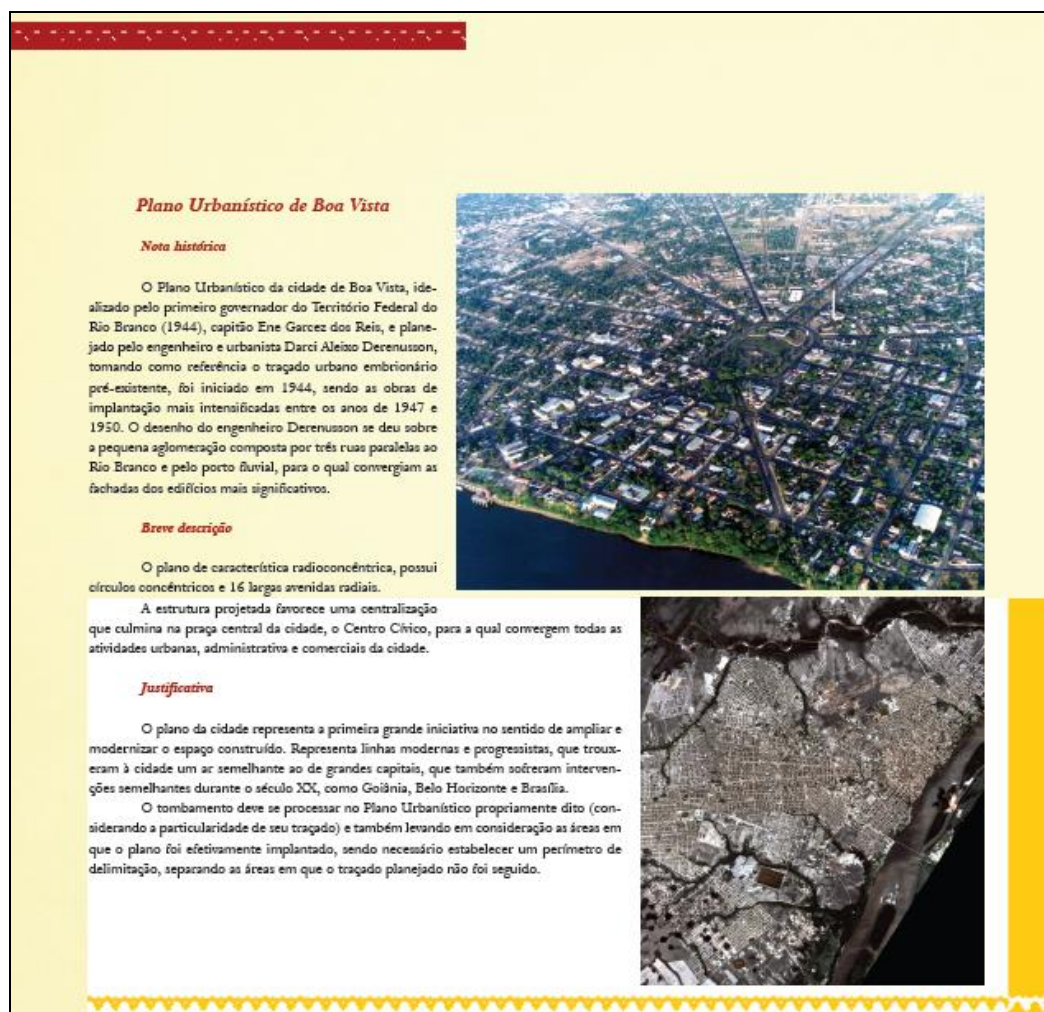 Plano Urbanístico de Boa Vista
Nota histórica
O Plano Urbanístico da cidade de Boa Vista, ide-
alizado pelo primeiro governador do Território Federal do
Rio Branco (1944), capitão Ene Garcez dos Reis, e plane-
jado pelo engenheiro e urbanista Darci Aleixo Derenusson,
tomando como referência o traçado urbano embrionário
pré-existente, foi iniciado em 1944, sendo as obras de
implantação mais intensificadas entre os anos de 1947 e
1950. O desenho do engenheiro Derenusson se deu sobre
a pequena aglomeração composta por três ruas paralelas ao
Rio Branco e pelo porto fluvial, para o qual convergiam as
fachadas dos edifícios mais significativos.
Breve descrição
O plano de característica radioconcêntrica, possui
círculos concêntricos e 16 largas avenidas radiais.
A estrutura projetada favorece uma centralização
que culmina na praça central da cidade, o Centro Cívico, para a qual convergem todas as
atividades urbanas, administrativa e comerciais da cidade.
Justificativa
O plano da cidade representa a primeira grande iniciativa no sentido de ampliar e
modernizar o espaço construído. Representa linhas modernas e progressistas, que troux-
eram à cidade um ar semelhante ao de grandes capitais, que também sofreram interven-
ções semelhantes durante o século XX, como Goiânia, Belo Horizonte e Brasília.
O tombamento deve se processar no Plano Urbanístico propriamente dito (con-
siderando a particularidade de seu traçado) e também levando em consideração as áreas em
que o plano foi efetivamente implantado, sendo necessário estabelecer um perímetro de
delimitação, separando as áreas em que o traçado planejado não foi seguido.